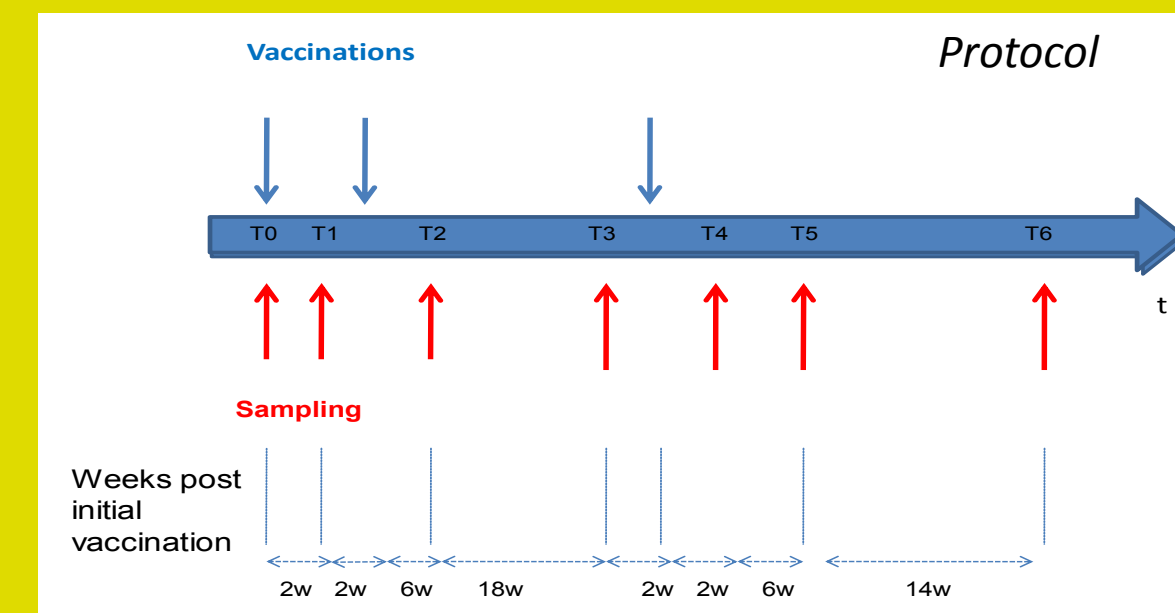 Protocol
Vaccinations
T0 T1 T2 T3 T4 T5 T6
t
Sampling
Weeks post
initial
vaccination
2w 2w 6w 18w 2w 2w 6w 14w